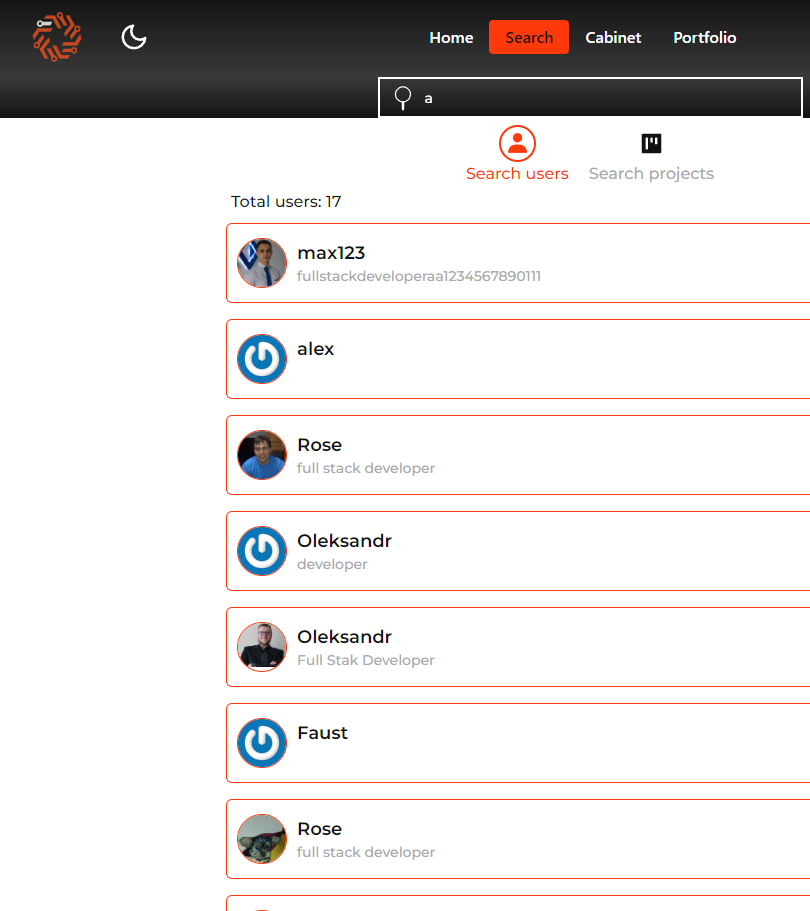 Home Search Cabinet Portfolio
a
Search users Search projects
Total users: 17
max123
fullstackdeveloperaa1234567890111
alex
Rose
full stack developer
Oleksandr
developer
Oleksandr
Full Stak Developer
Faust
Rose
full stack developer